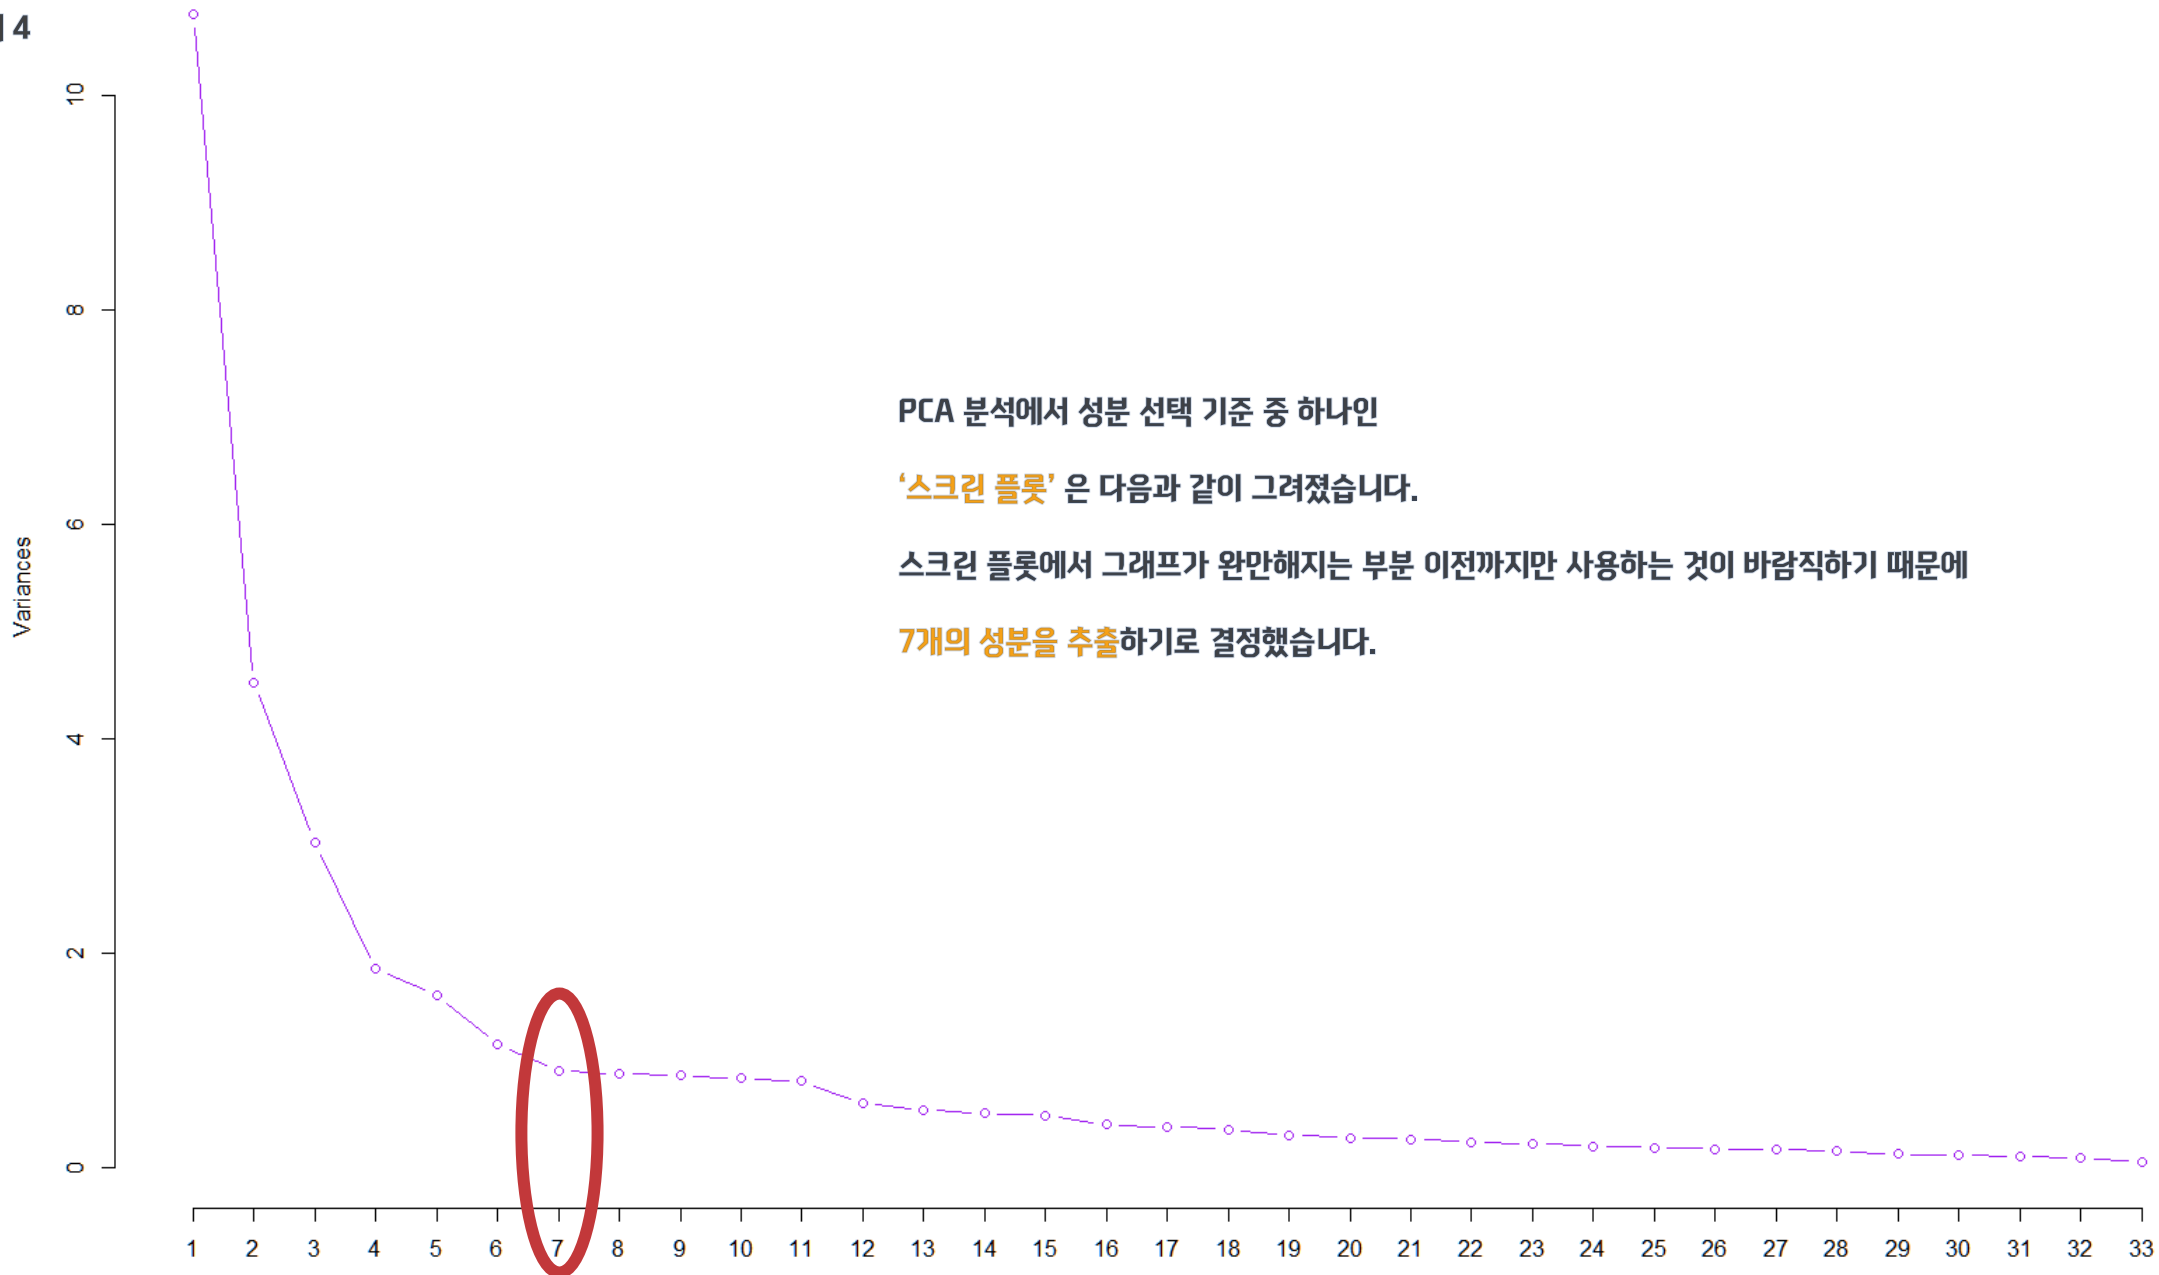 4
10
8
6
4
2
0
Variances
PCA 분석에서 성분 선택 기준 중 하나인
‘스크린 플롯’ 은 다음과 같이 그려졌습니다.
스크린 플롯에서 그래프가 완만해지는 부분 이전까지만 사용하는 것이 바람직하기 때문에
7개의 성분을 추출하기로 결정했습니다.
1 2 3 4 5 6 7 8 9 10 11 12 13 14 15 16 17 18 19 20 21 22 23 24 25 26 27 28 29 30 31 32 33